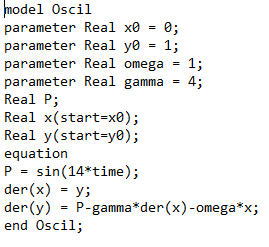 model Oscil
parameter Real x0 = 0;
parameter Real y0 = 1;
parameter Real omega = 1;
parameter Real gamma = 4;
Real P;
Real x(start=x0);
Real y(start=y0);
equation
P = sin(14*time);
der(x) = y;
der(y) = P-gamma*der(x)-omega*x;
end Oscil;